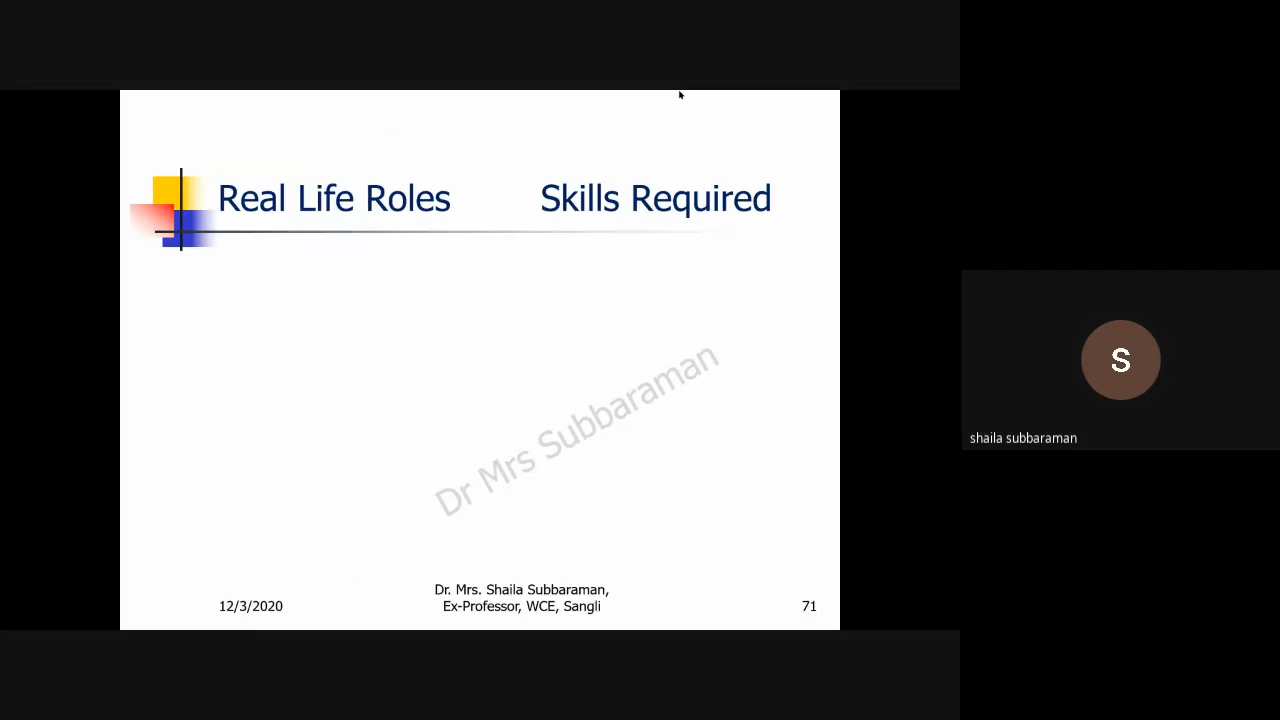 Real Life Roles Skills Required
Dr Mrs Subbaraman
Dr. Mrs. Shaila Subbaraman,
12/3/2020 Ex-Professor, WCE, Sangli 71
S
shaila subbaraman